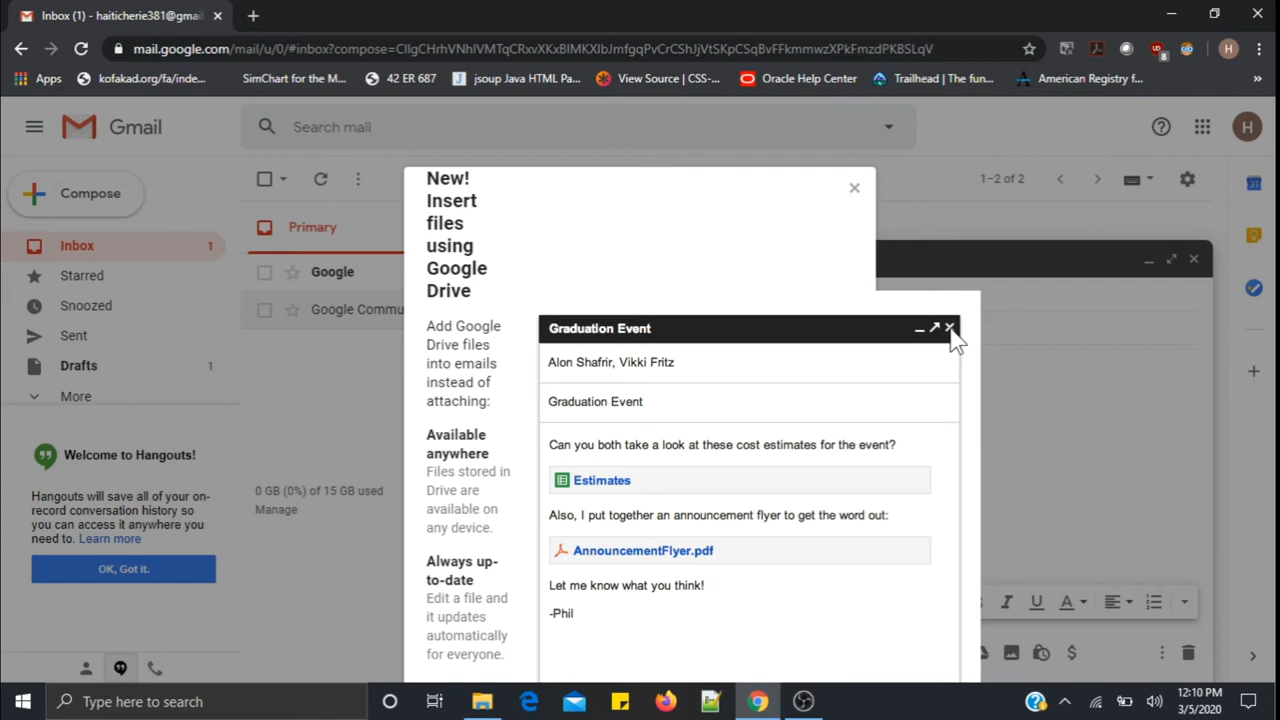 Inbox (1) - haiticherie381@gmai
mail.google.com/mail/u/0/#inbox?compose=CllgCHrhVNhlVMTqCRxvXKxBlMKXlbJmfgqPvCrCShJjVtSKpCSqBvFFkmmwzXPkFmzdPKBSLqV
H
8
Apps
kofakad.org/fa/inde...
SimChart for the M...
42 ER 687
jsoup Java HTML Pa...
View Source | CSS-...
Oracle Help Center
Trailhead | The fun...
American Registry f...
»
Gmail
Search mail
H
Compose
1–2 of 2
Inbox 1
Starred
Snoozed
Sent
Drafts 1
More
Primary
Google
Google Commu
New!
Insert
files
using
Google
Drive
Add Google
Drive files
into emails
instead of
attaching:
Available
anywhere
Files stored in
Drive are
available on
any device.
Always up-
to-date
Edit a file and
it updates
automatically
for everyone.
Graduation Event
Alon Shafrir, Vikki Fritz
Graduation Event
Can you both take a look at these cost estimates for the event?
Estimates
Also, I put together an announcement flyer to get the word out:
AnnouncementFlyer.pdf
Let me know what you think!
-Phil
Welcome to Hangouts!
Hangouts will save all of your on-
record conversation history so
you can access it anywhere you
need to. Learn more
OK, Got it.
0 GB (0%) of 15 GB used
Manage
31
I U A
$
Type here to search
12:10 PM
3/5/2020